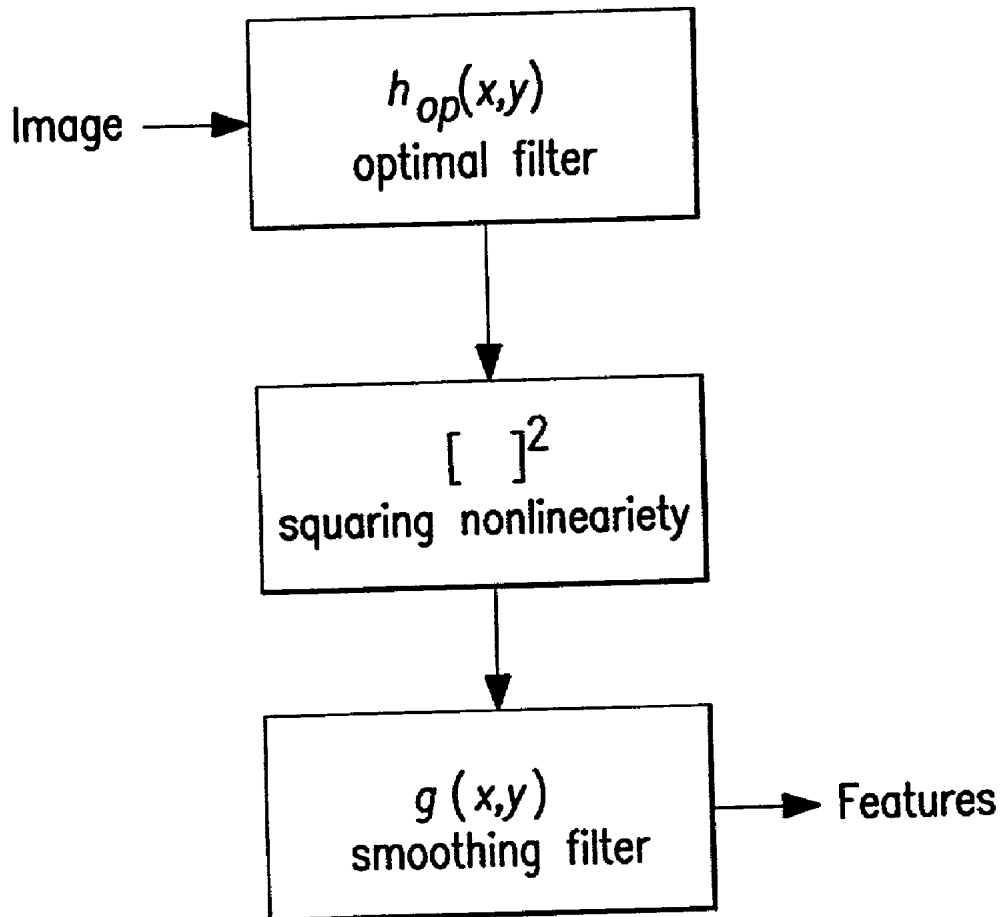 Image
h_op(x,y)
optimal filter
[ ]²
squaring nonlineariety
g (x,y)
smoothing filter
Features